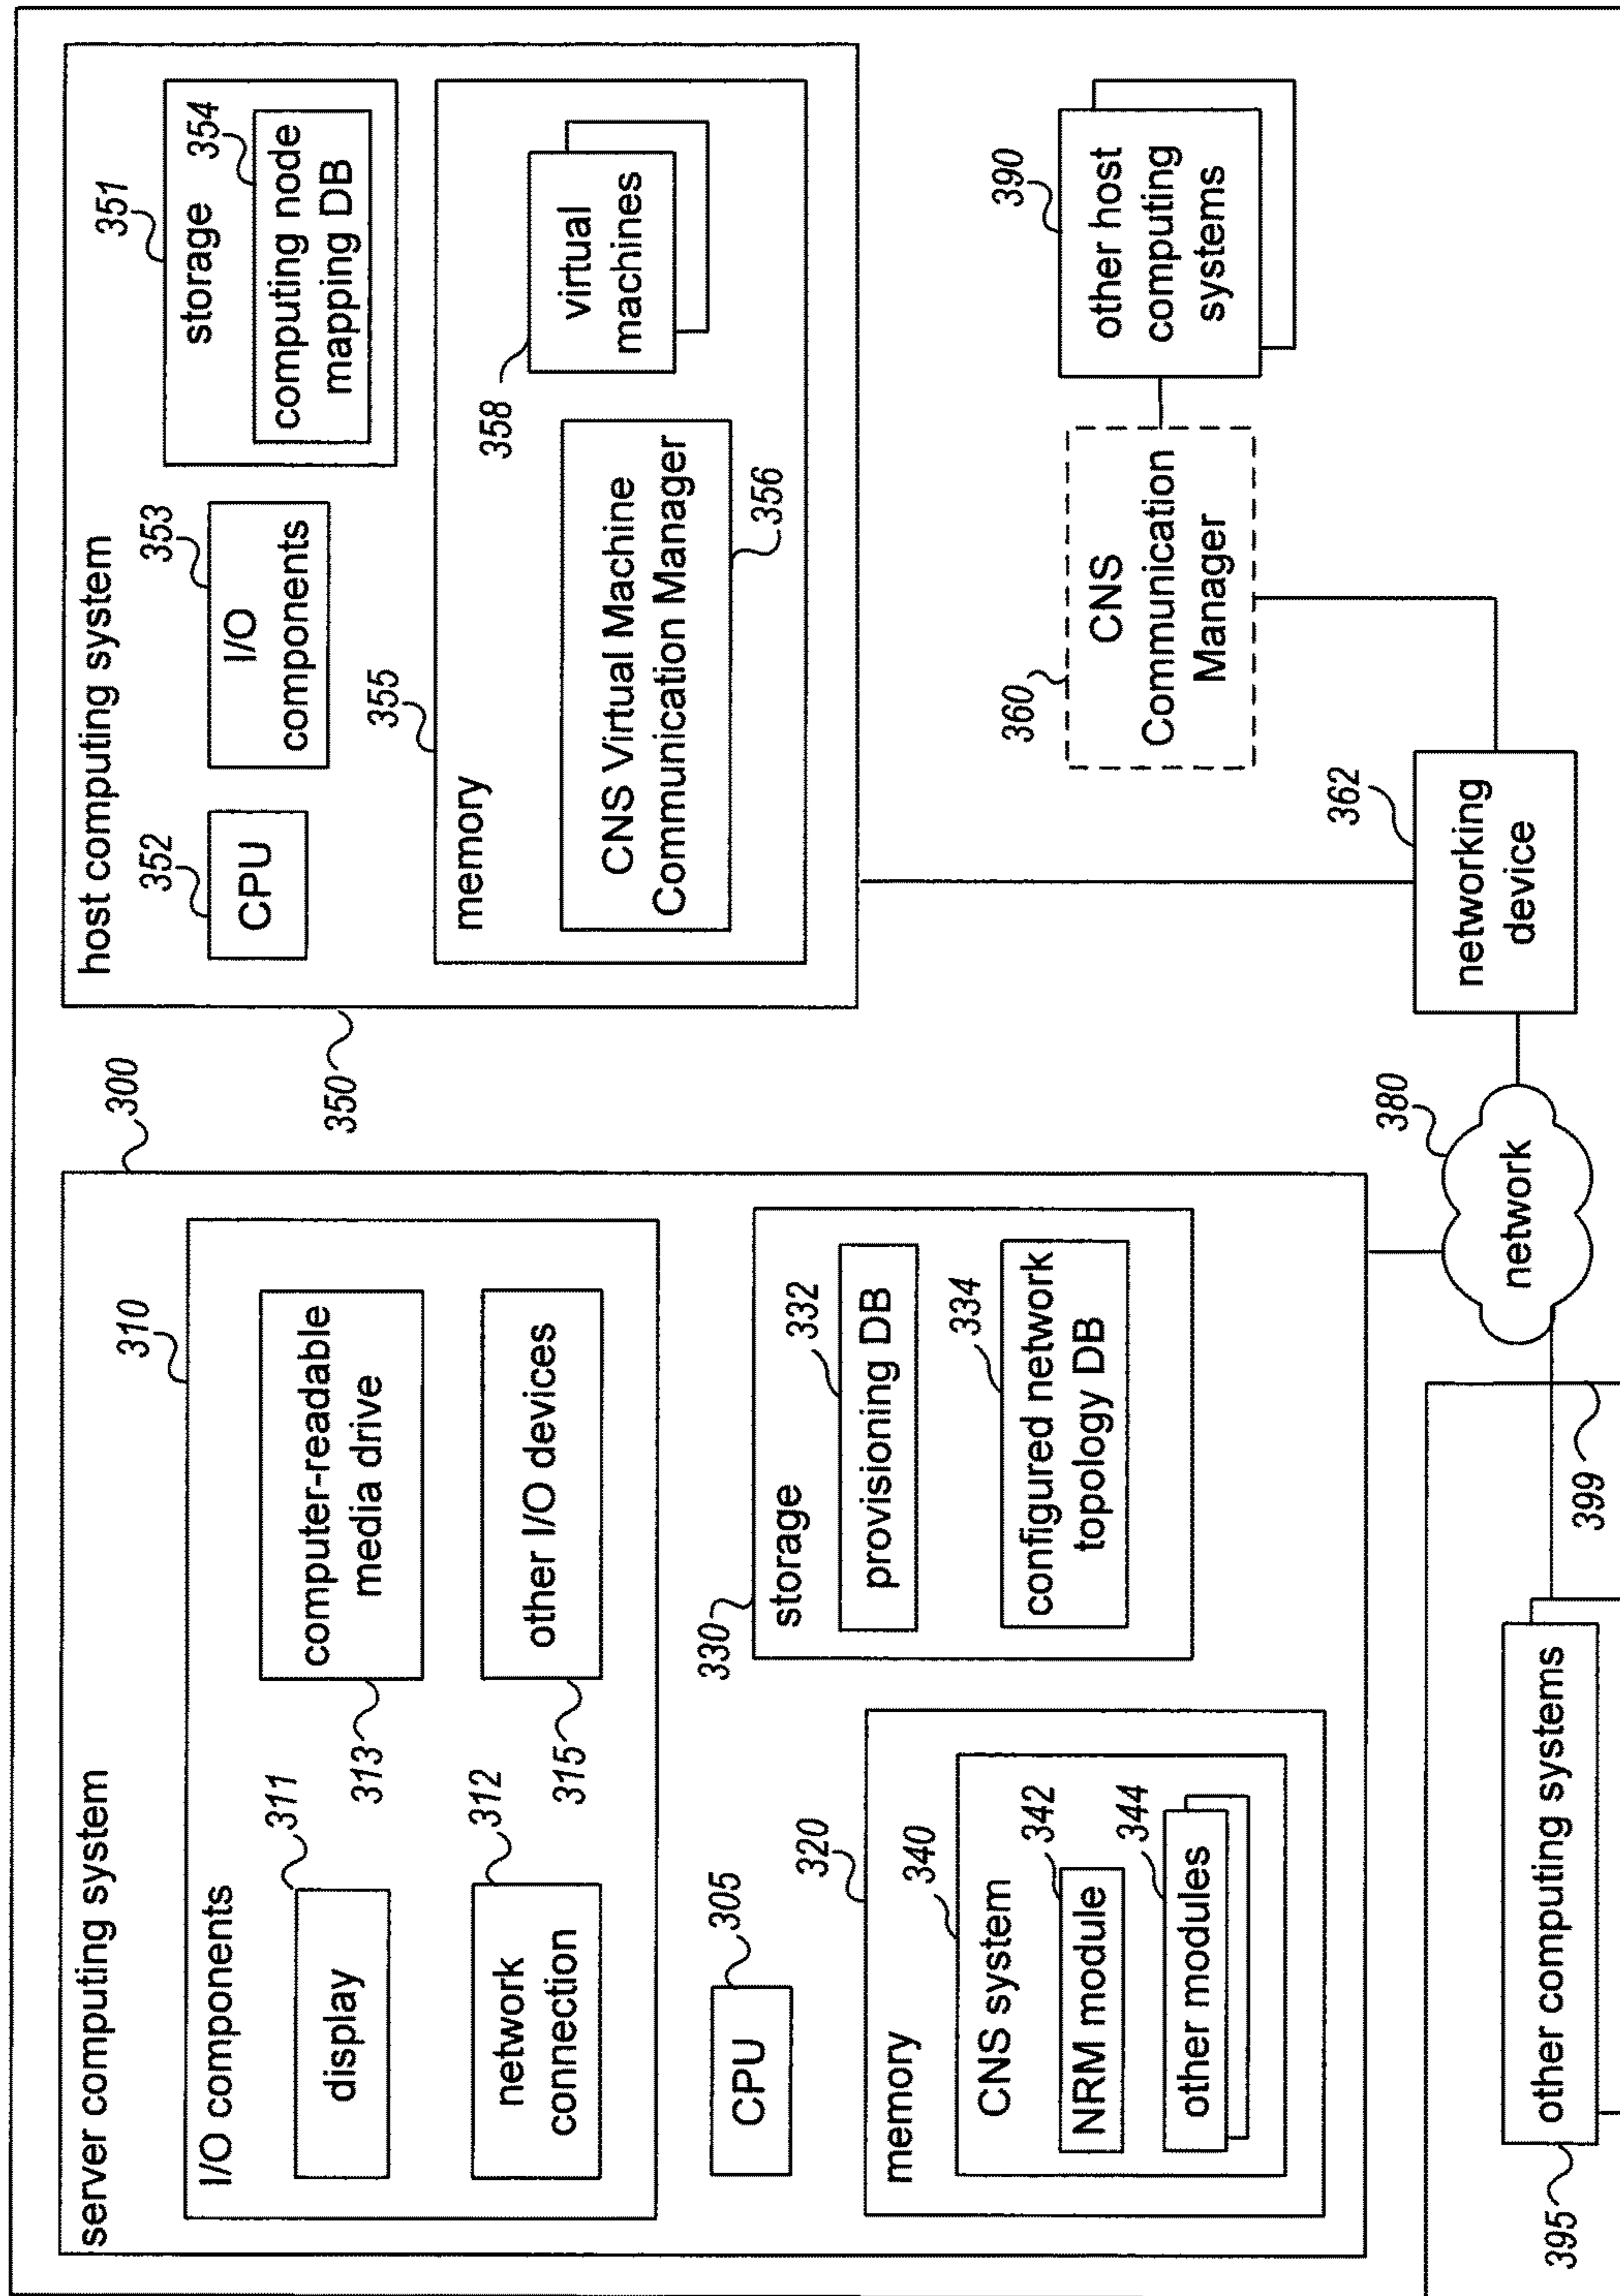 server computing system
300
I/O components
310
display
311
computer-readable
media drive
313
network
connection
312
other I/O devices
315
CPU
305
memory
320
CNS system
340
NRM module
342
other modules
344
storage
330
provisioning DB
332
configured network
topology DB
334
host computing system
350
CPU
352
I/O
components
353
storage
351
computing node
mapping DB
354
memory
355
CNS Virtual Machine
Communication Manager
356
virtual
machines
358
other host
computing
systems
390
CNS
Communication
Manager
360
networking
device
362
network
380
other computing systems
395
399